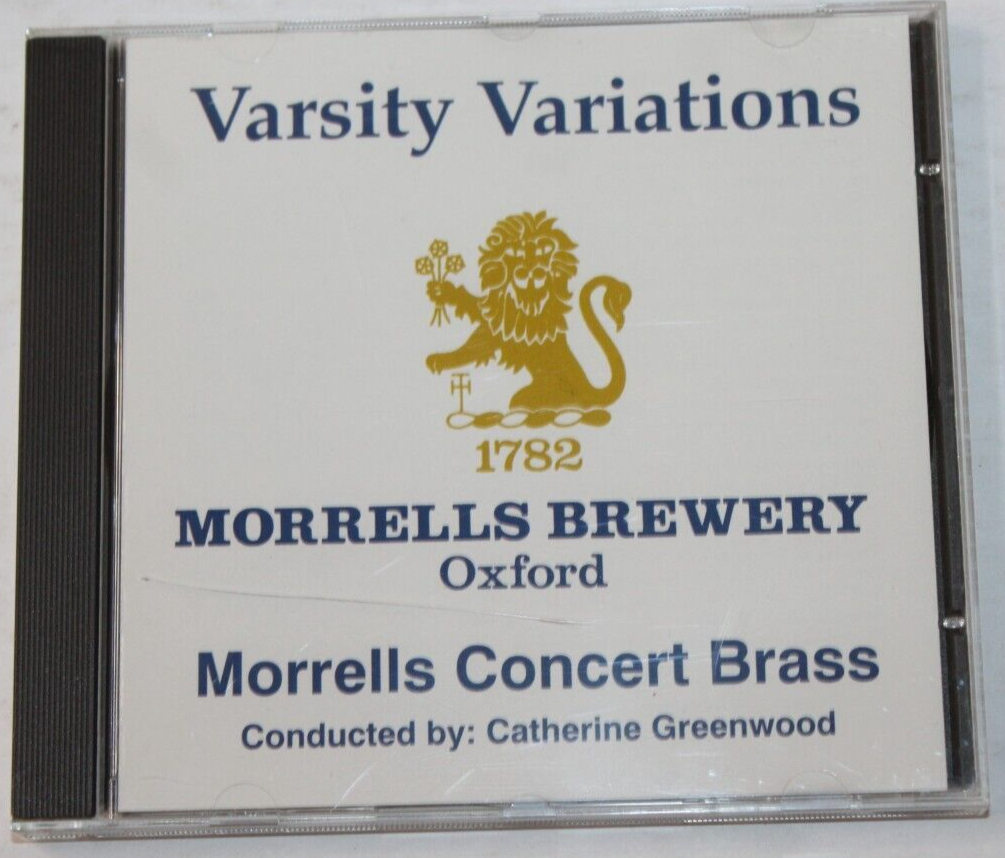 Varsity Variations
1782
MORRELLS BREWERY
Oxford
Morrells Concert Brass
Conducted by: Catherine Greenwood